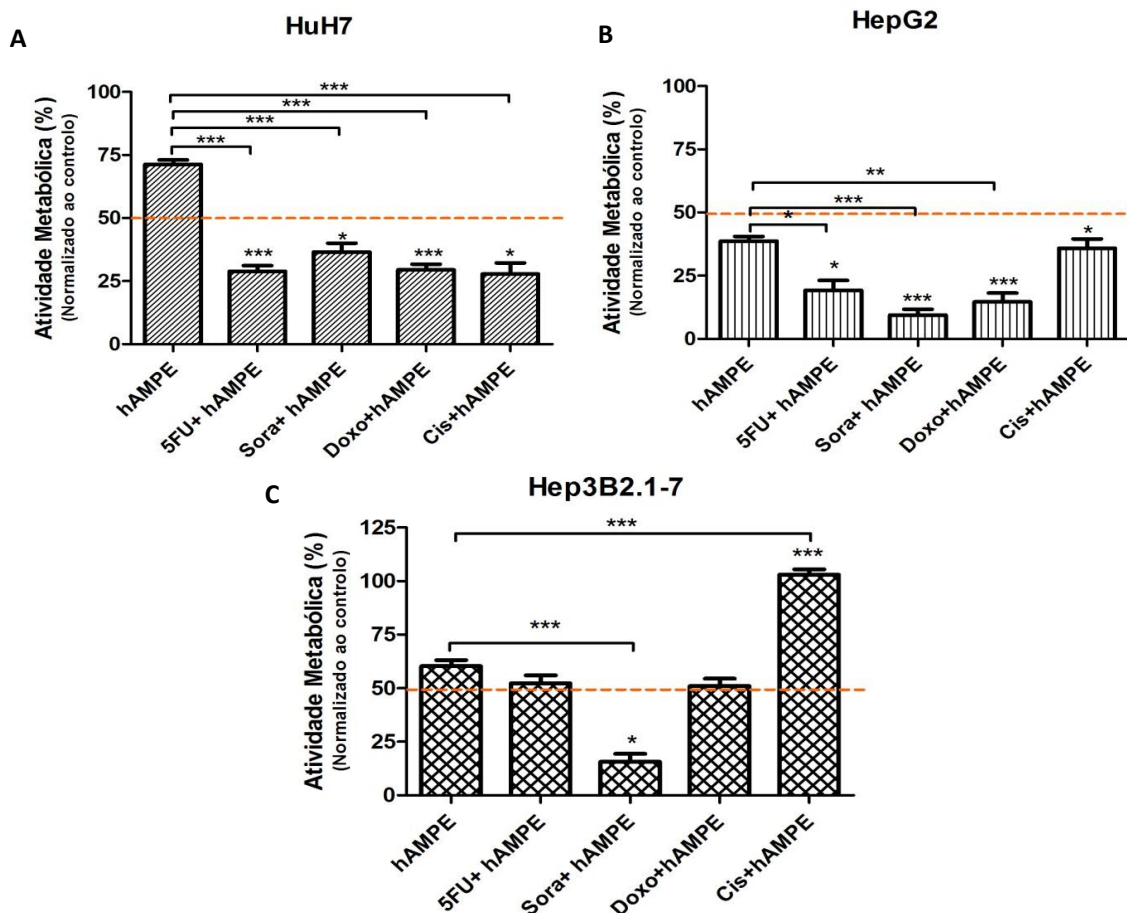 A
HuH7
Atividade Metabólica (%)
(Normalizado ao controlo)
100
75
50
25
0
***
***
***
***
***
*
***
*
hAMPE
5FU+ hAMPE
Sora+ hAMPE
Doxo+hAMPE
Cis+hAMPE
B
HepG2
Atividade Metabólica (%)
(Normalizado ao controlo)
100
75
50
25
0
**
***
*
*
***
***
*
hAMPE
5FU+ hAMPE
Sora+ hAMPE
Doxo+hAMPE
Cis+hAMPE
C
Hep3B2.1-7
Atividade Metabólica (%)
(Normalizado ao controlo)
125
100
75
50
25
0
***
***
***
*
hAMPE
5FU+ hAMPE
Sora+ hAMPE
Doxo+hAMPE
Cis+hAMPE